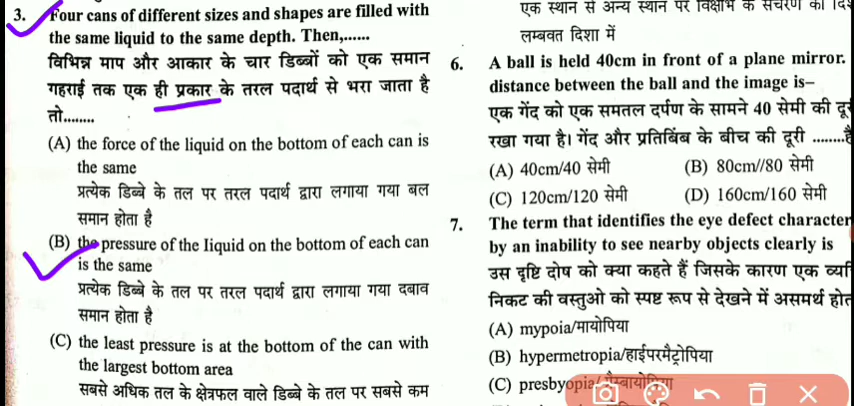 3. Four cans of different sizes and shapes are filled with
the same liquid to the same depth. Then,......
विभिन्न माप और आकार के चार डिब्बों को एक समान
गहराई तक एक ही प्रकार के तरल पदार्थ से भरा जाता है
तो........
(A) the force of the liquid on the bottom of each can is
the same
प्रत्येक डिब्बे के तल पर तरल पदार्थ द्वारा लगाया गया बल
समान होता है
(B) the pressure of the liquid on the bottom of each can
is the same
प्रत्येक डिब्बे के तल पर तरल पदार्थ द्वारा लगाया गया दबाव
समान होता है
(C) the least pressure is at the bottom of the can with
the largest bottom area
सबसे अधिक तल के क्षेत्रफल वाले डिब्बे के तल पर सबसे कम
एक स्थान से अन्य स्थान पर विक्षोभ के संचरण की
लम्बवत दिशा में
6. A ball is held 40cm in front of a plane mirror.
distance between the ball and the image is–
एक गेंद को एक समतल दर्पण के सामने 40 सेमी की
रखा गया है। गेंद और प्रतिबिंब के बीच की दूरी ........
(A) 40cm/40 सेमी (B) 80cm//80 सेमी
(C) 120cm/120 सेमी (D) 160cm/160 सेमी
7. The term that identifies the eye defect character
by an inability to see nearby objects clearly is
उस दृष्टि दोष को क्या कहते हैं जिसके कारण एक
निकट की वस्तुओ को स्पष्ट रूप से देखने में असमर्थ
(A) mypoia/मायोपिया
(B) hypermetropia/हाईपरमैट्रोपिया
(C) presbyopia/